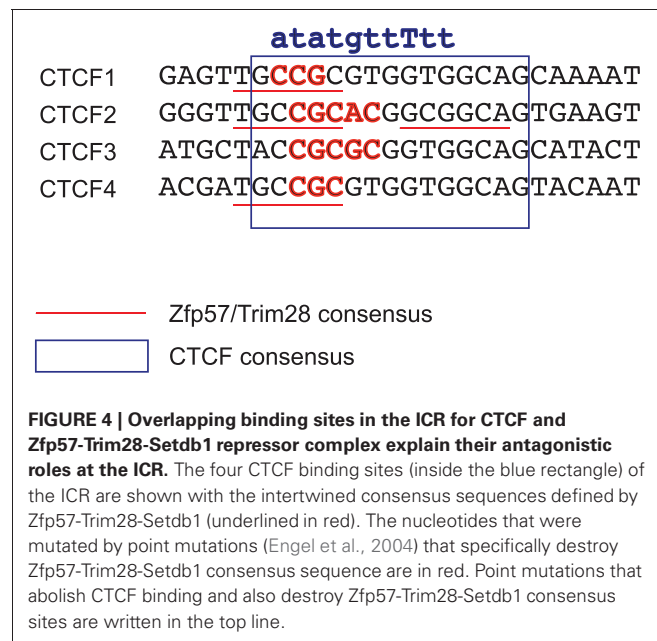 atatgttTtt
CTCF1 GAGTTGCCGCGTGGTGGCAGCAAAAT
CTCF2 GGGTTGCCGCACGGCGGCAGTGAAGT
CTCF3 ATGCTACCGCGCGGTGGCAGCATACT
CTCF4 ACGATGCCGCGTGGTGGCAGTACAAT
Zfp57/Trim28 consensus
CTCF consensus
FIGURE 4 | Overlapping binding sites in the ICR for CTCF and
Zfp57-Trim28-Setdb1 repressor complex explain their antagonistic
roles at the ICR. The four CTCF binding sites (inside the blue rectangle) of
the ICR are shown with the intertwined consensus sequences defined by
Zfp57-Trim28-Setdb1 (underlined in red). The nucleotides that were
mutated by point mutations (Engel et al., 2004) that specifically destroy
Zfp57-Trim28-Setdb1 consensus sequence are in red. Point mutations that
abolish CTCF binding and also destroy Zfp57-Trim28-Setdb1 consensus
sites are written in the top line.